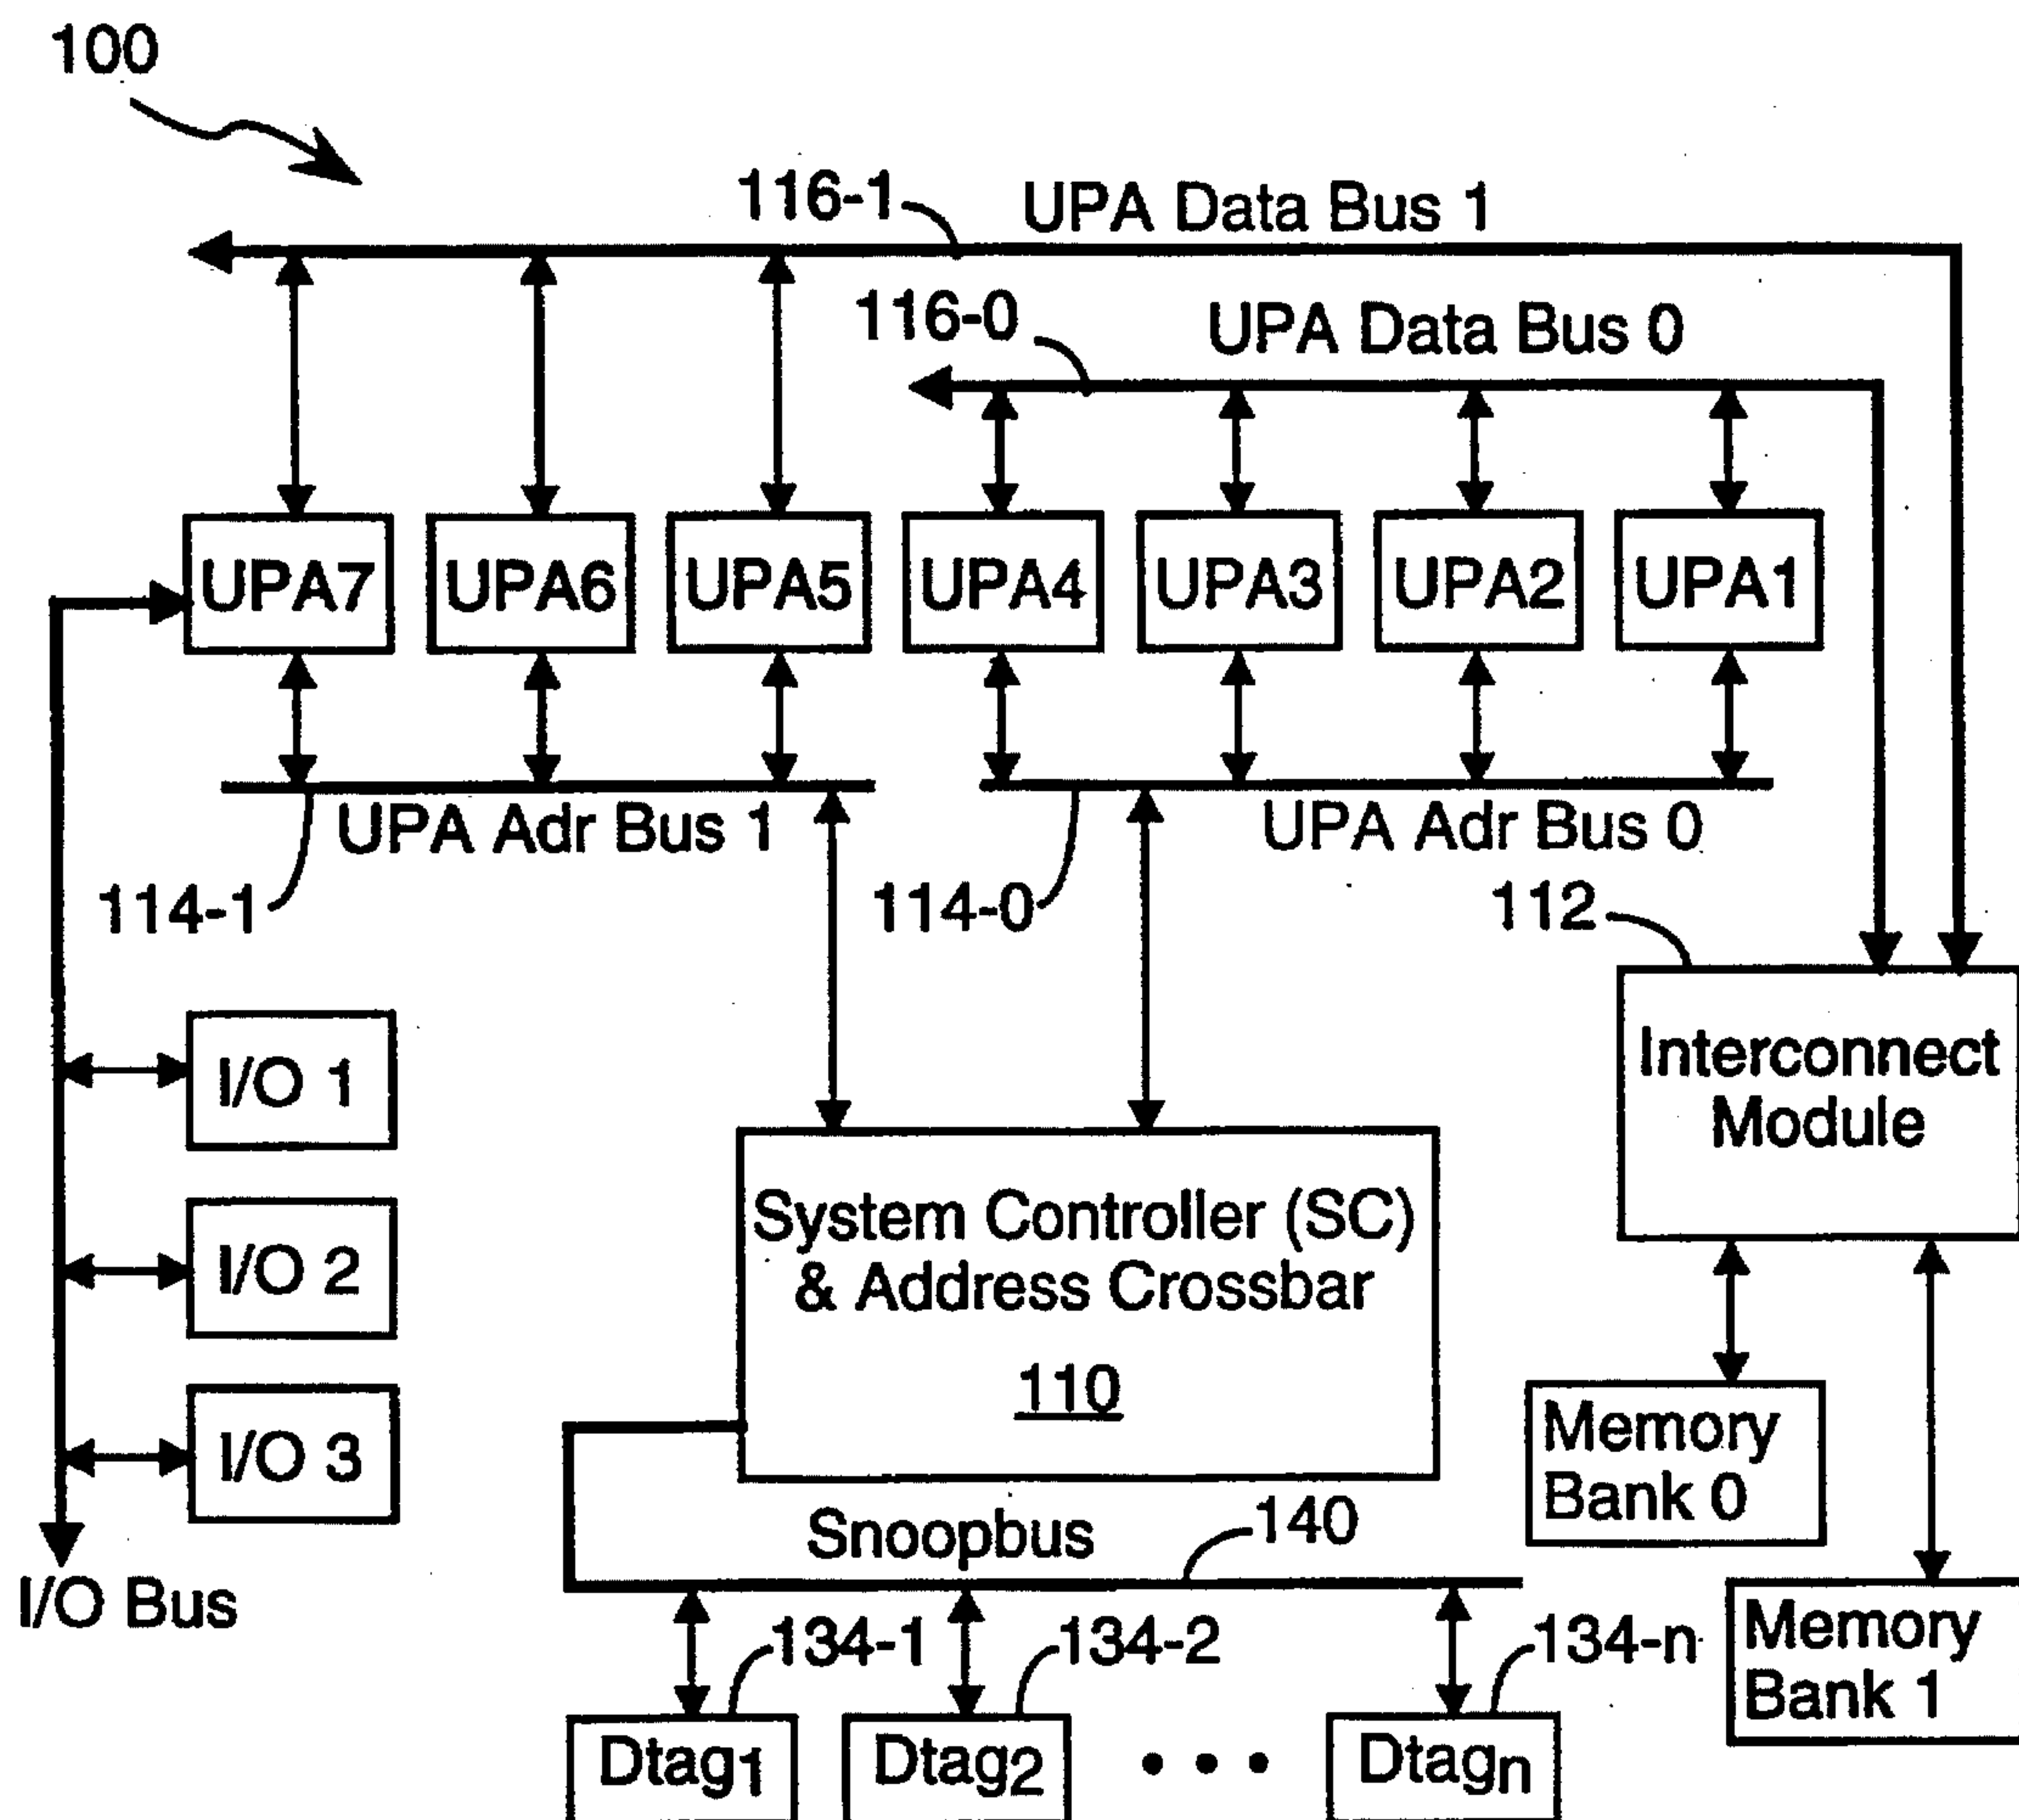 100
116-1
UPA Data Bus 1
116-0
UPA Data Bus 0
UPA7
UPA6
UPA5
UPA4
UPA3
UPA2
UPA1
UPA Adr Bus 1
UPA Adr Bus 0
114-1
114-0
112
Interconnect
Module
I/O 1
I/O 2
I/O 3
I/O Bus
System Controller (SC)
& Address Crossbar
110
Memory
Bank 0
Snoopbus
140
134-1
134-2
134-n
Memory
Bank 1
Dtag1
Dtag2
• • •
Dtagn